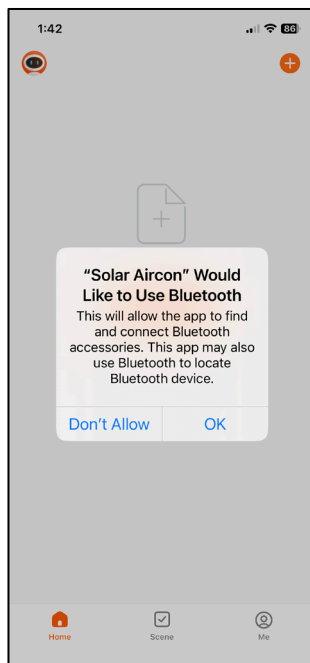 1:42
86
“Solar Aircon” Would
Like to Use Bluetooth
This will allow the app to find
and connect Bluetooth
accessories. This app may also
use Bluetooth to locate
Bluetooth device.
Don’t Allow OK
Home Scene Me